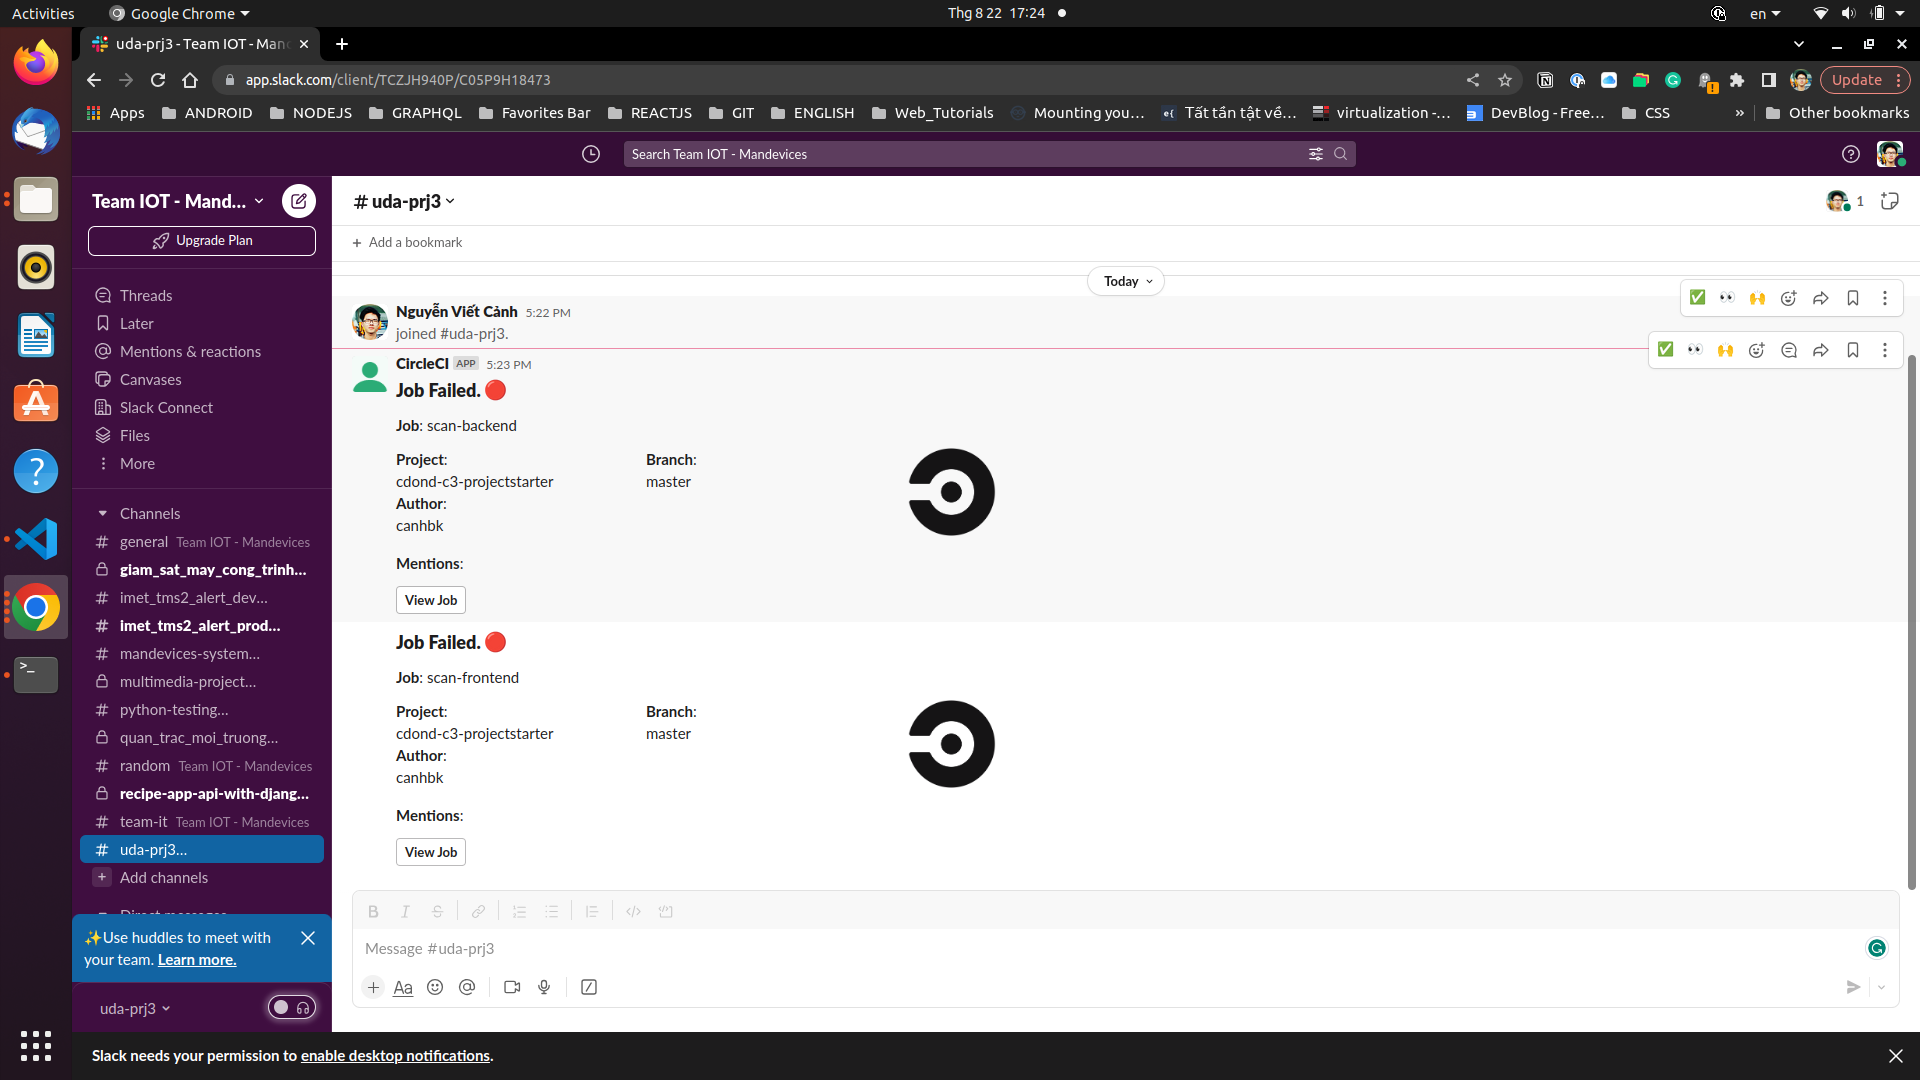 Activities
Google Chrome
Thg 8 22 17:24
en
uda-prj3 - Team IOT - Man
app.slack.com/client/TCZJH940P/C05P9H18473
Update
Apps
ANDROID
NODEJS
GRAPHQL
Favorites Bar
REACTJS
GIT
ENGLISH
Web_Tutorials
Mounting you...
Tất tần tật về...
virtualization -...
DevBlog - Free...
CSS
»
Other bookmarks
Search Team IOT - Mandevices
Team IOT - Mand...
Upgrade Plan
Threads
Later
Mentions & reactions
Canvases
Slack Connect
Files
More
Channels
# general Team IOT - Mandevices
giam_sat_may_cong_trinh...
# imet_tms2_alert_dev...
# imet_tms2_alert_prod...
# mandevices-system...
multimedia-project...
# python-testing...
quan_trac_moi_truong...
# random Team IOT - Mandevices
recipe-app-api-with-djang...
# team-it Team IOT - Mandevices
# uda-prj3...
+ Add channels
Direct messages
✨Use huddles to meet with
your team. Learn more.
uda-prj3
# uda-prj3
1
+ Add a bookmark
Today
Nguyễn Viết Cảnh 5:22 PM
joined #uda-prj3.
CircleCI APP 5:23 PM
Job Failed. 🔴
Job: scan-backend
Project: Branch:
cdond-c3-projectstarter master
Author:
canhbk
Mentions:
View Job
Job Failed. 🔴
Job: scan-frontend
Project: Branch:
cdond-c3-projectstarter master
Author:
canhbk
Mentions:
View Job
Message #uda-prj3
Aa
Slack needs your permission to enable desktop notifications.